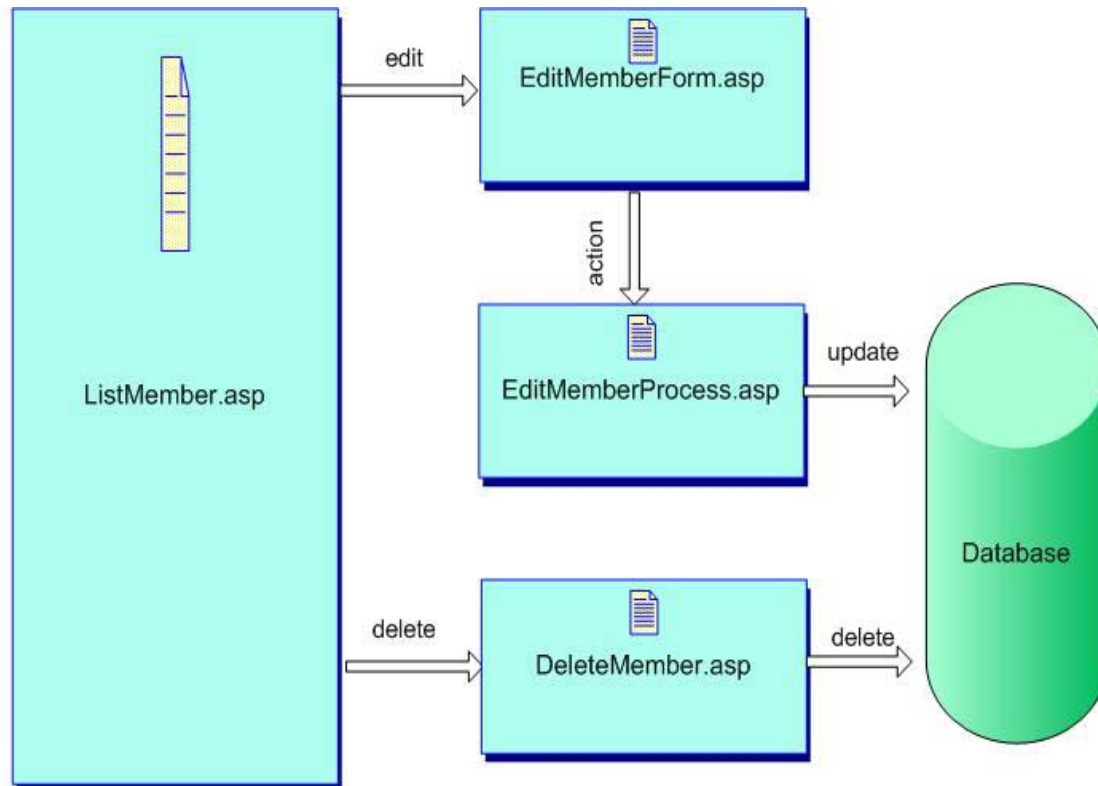 edit
EditMemberForm.asp
action
ListMember.asp
EditMemberProcess.asp
update
Database
delete
DeleteMember.asp
delete